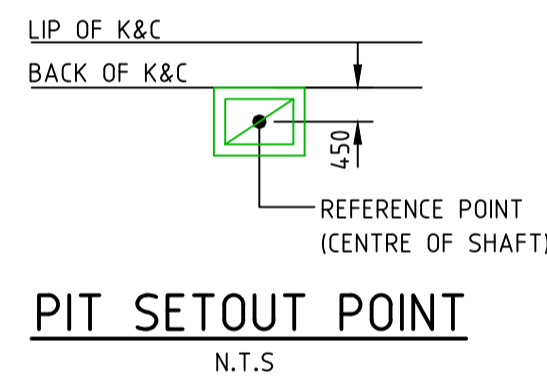 LIP OF K&C
BACK OF K&C
450
REFERENCE POINT
(CENTRE OF SHAFT)
PIT SETOUT POINT
N.T.S